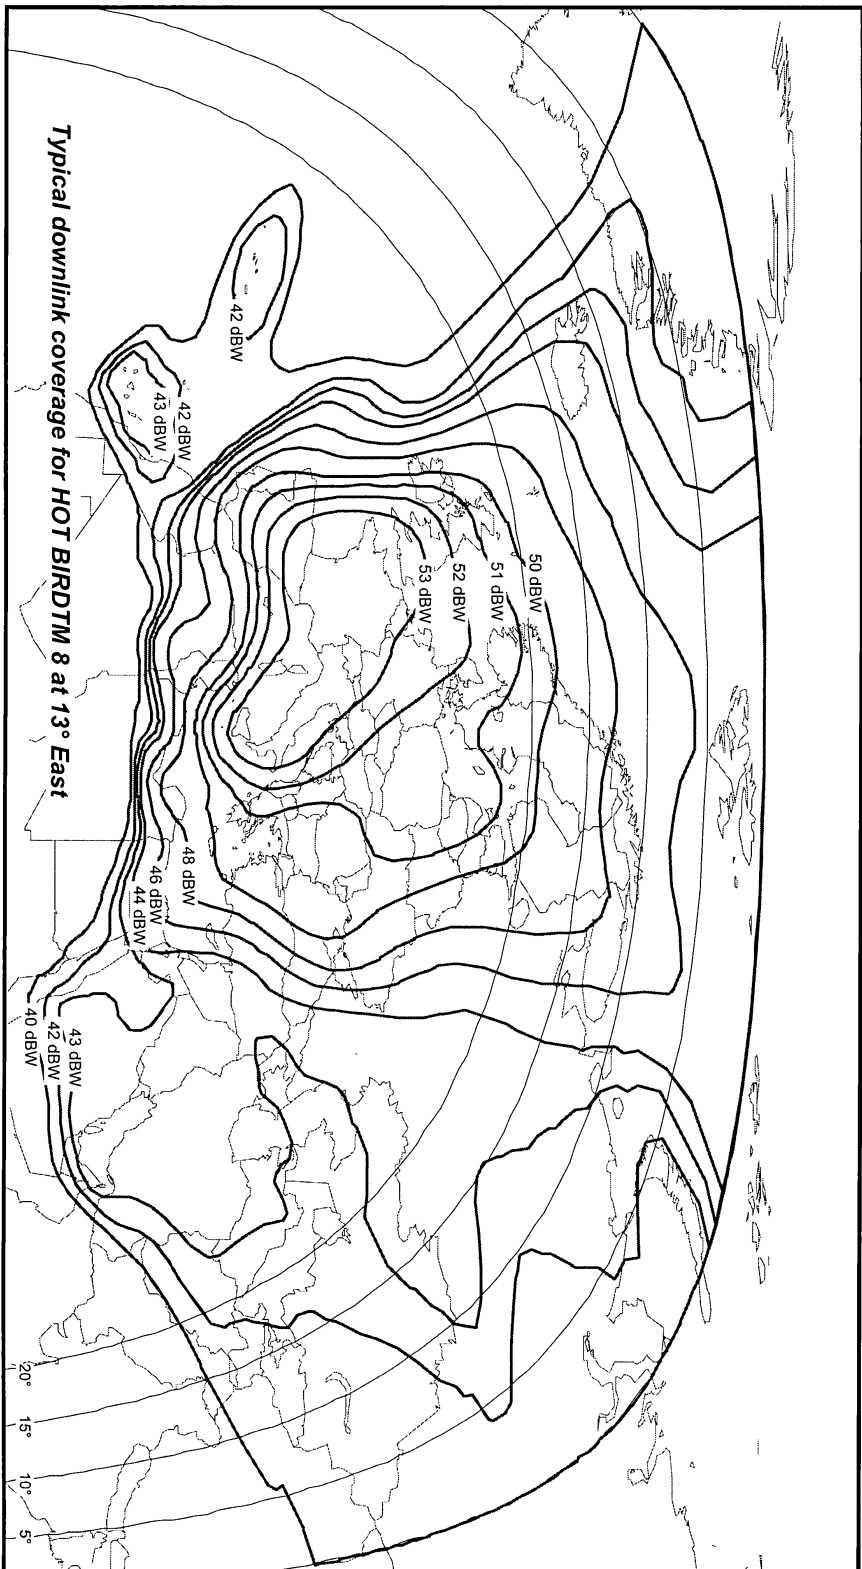 50 dBW
51 dBW
52 dBW
53 dBW
42 dBW
42 dBW
43 dBW
48 dBW
46 dBW
44 dBW
43 dBW
42 dBW
40 dBW
20°
15°
10°
5°
Typical downlink coverage for HOT BIRDTM 8 at 13° East